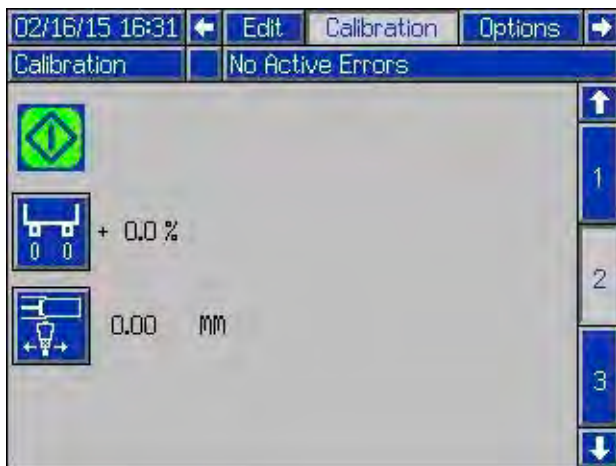 02/16/15 16:31 Edit Calibration Options
Calibration No Active Errors
1
0 0 + 0.0 %
2
0.00 MM
3